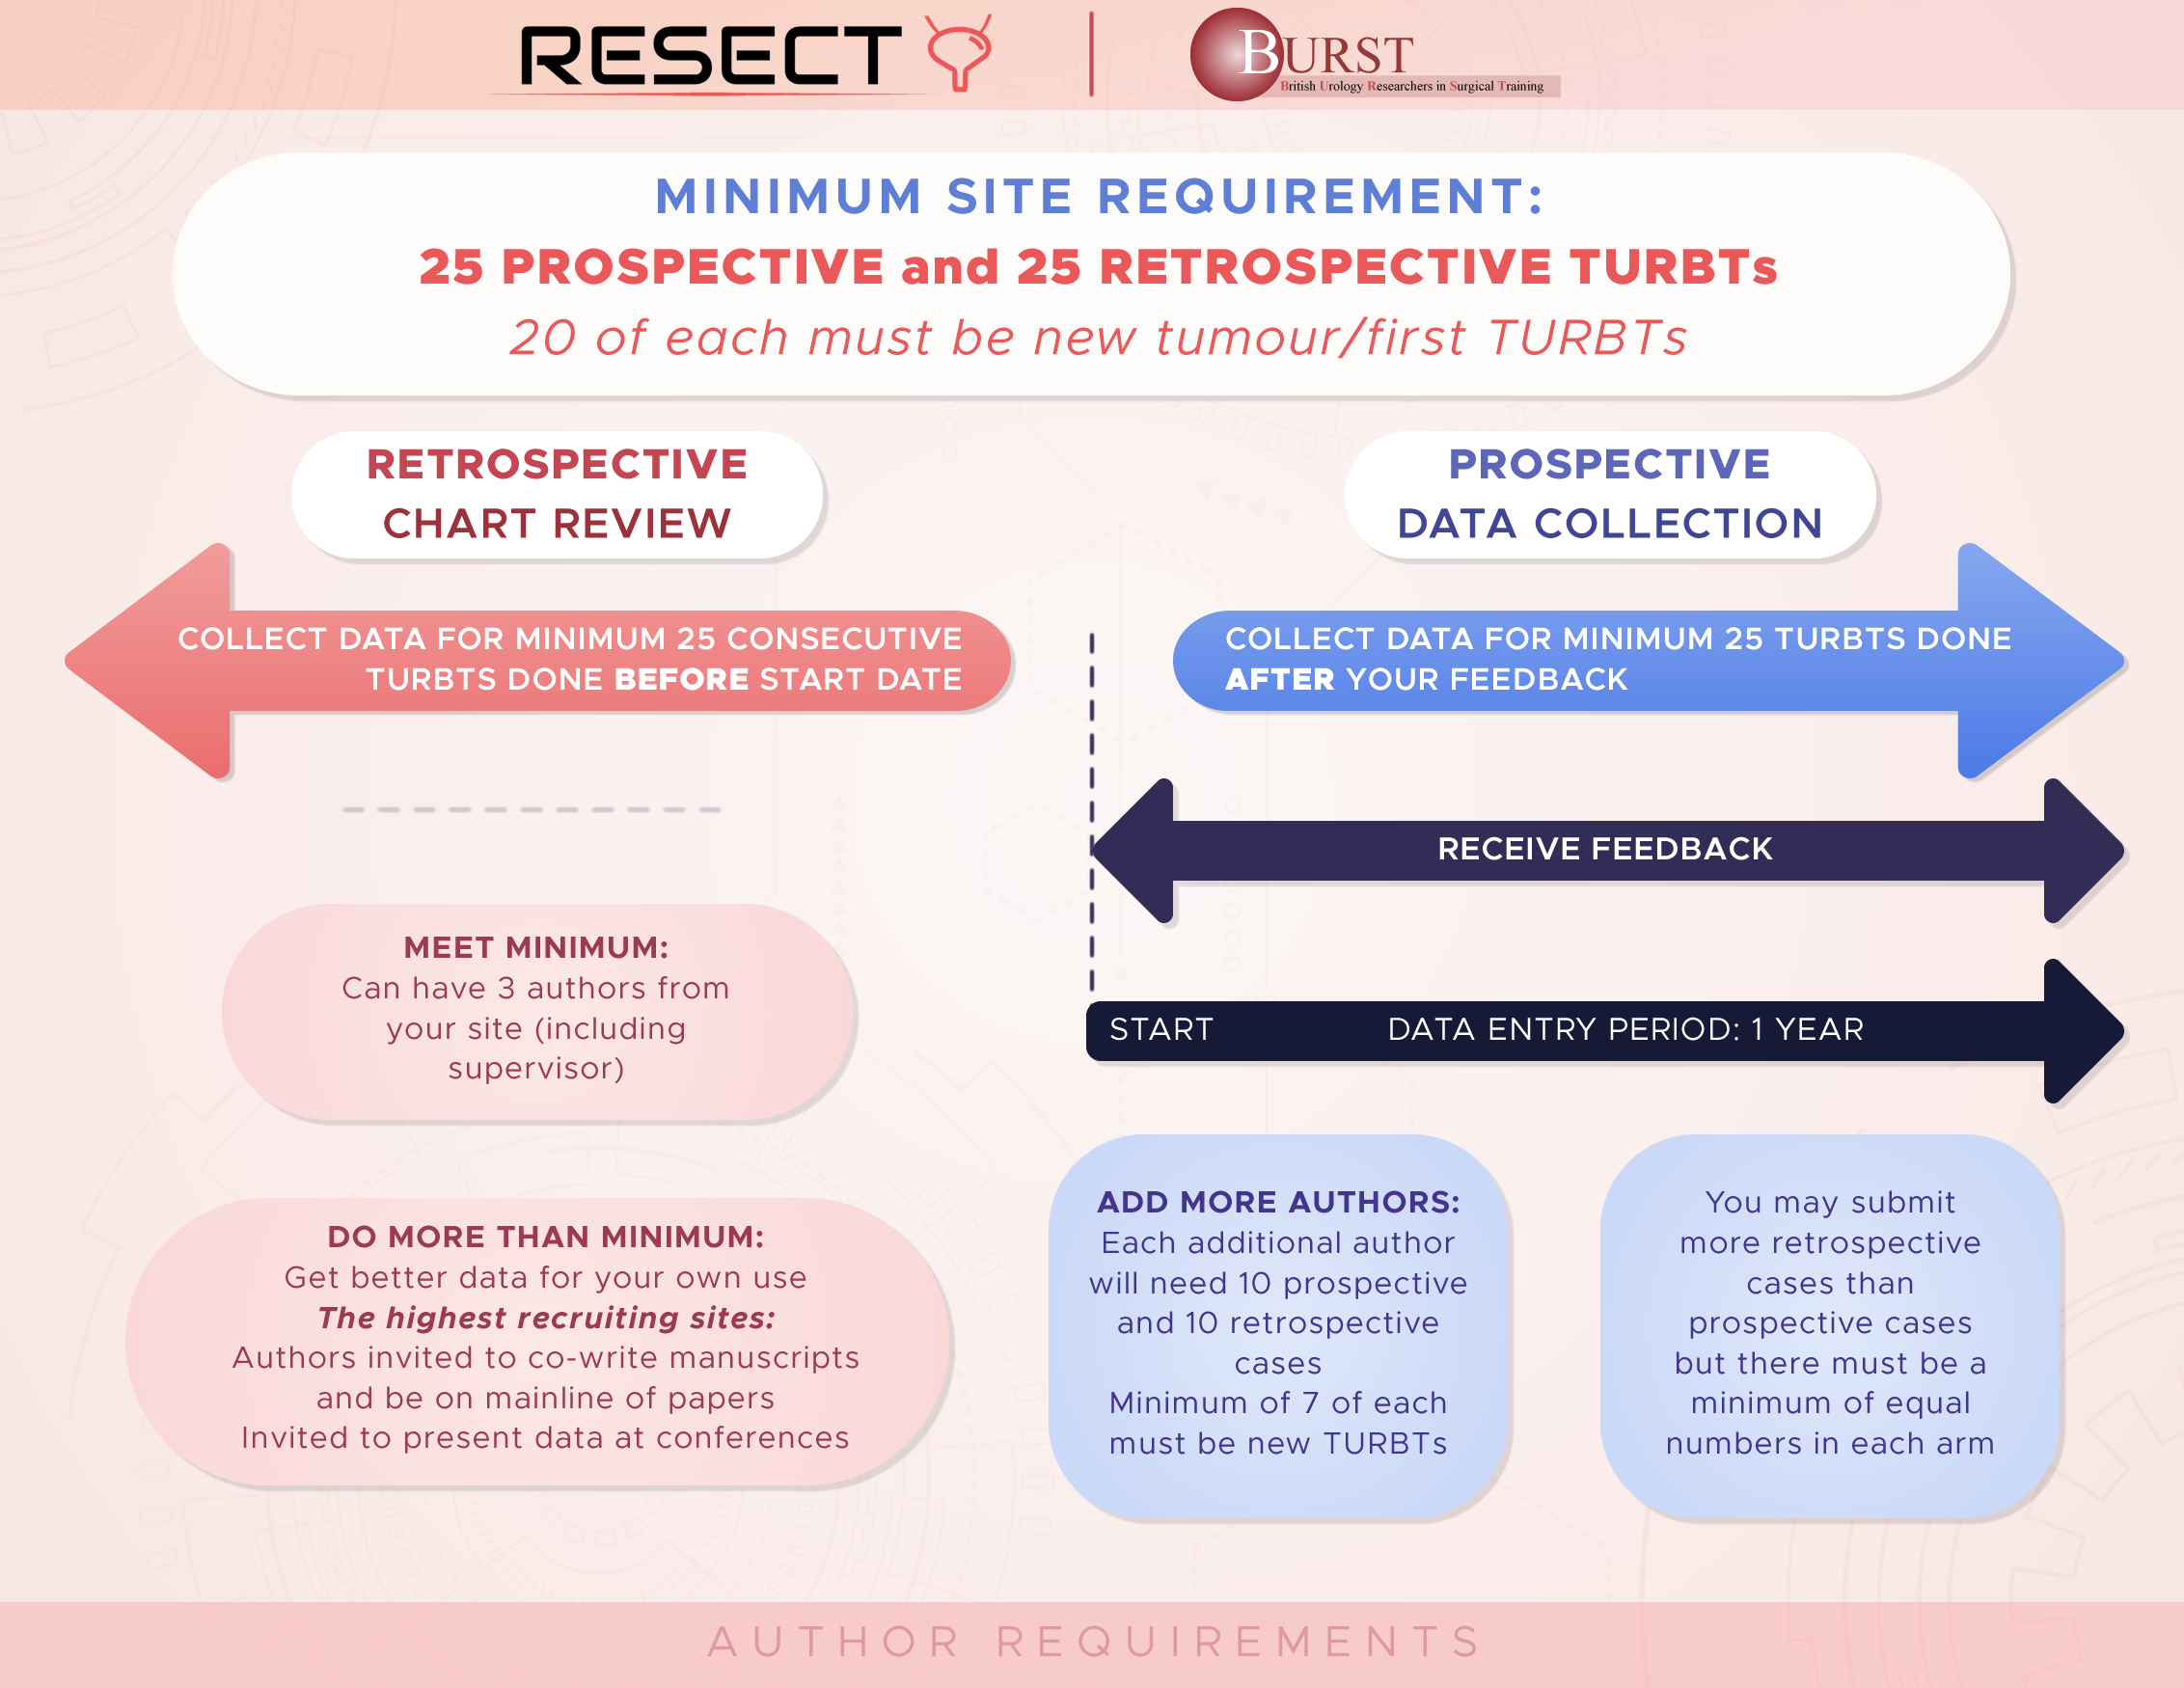 RESECT
BURST
British Urology Researchers in Surgical Training
MINIMUM SITE REQUIREMENT:
25 PROSPECTIVE and 25 RETROSPECTIVE TURBTs
20 of each must be new tumour/first TURBTs
RETROSPECTIVE
CHART REVIEW
COLLECT DATA FOR MINIMUM 25 CONSECUTIVE
TURBTS DONE BEFORE START DATE
PROSPECTIVE
DATA COLLECTION
COLLECT DATA FOR MINIMUM 25 TURBTS DONE
AFTER YOUR FEEDBACK
RECEIVE FEEDBACK
START DATA ENTRY PERIOD: 1 YEAR
MEET MINIMUM:
Can have 3 authors from
your site (including
supervisor)
DO MORE THAN MINIMUM:
Get better data for your own use
The highest recruiting sites:
Authors invited to co-write manuscripts
and be on mainline of papers
Invited to present data at conferences
ADD MORE AUTHORS:
Each additional author
will need 10 prospective
and 10 retrospective
cases
Minimum of 7 of each
must be new TURBTs
You may submit
more retrospective
cases than
prospective cases
but there must be a
minimum of equal
numbers in each arm
AUTHOR REQUIREMENTS